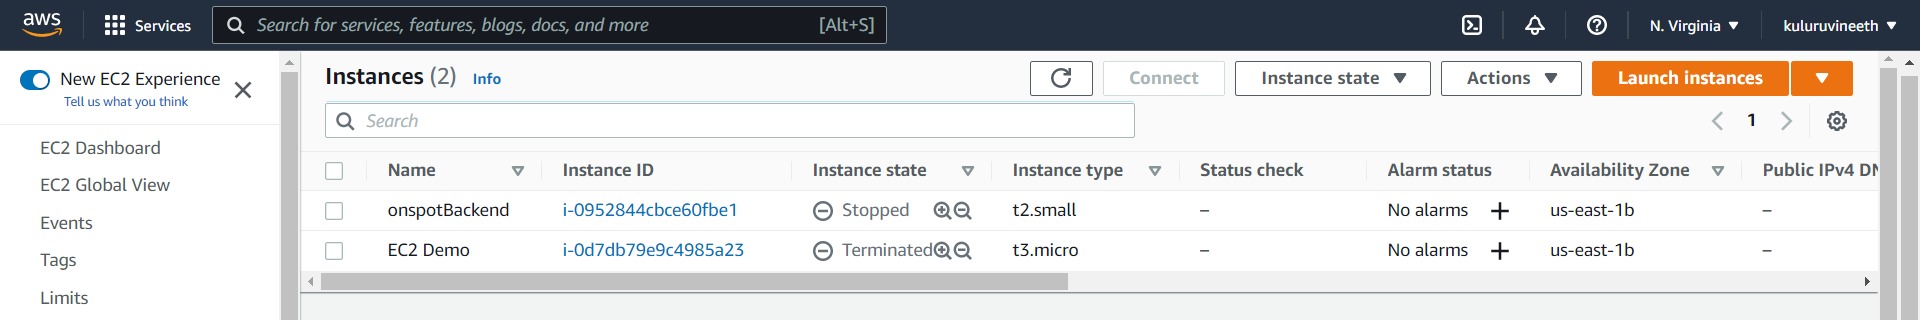 aws Services Search for services, features, blogs, docs, and more [Alt+S] N. Virginia kuluruvineeth
New EC2 Experience
Tell us what you think
EC2 Dashboard
EC2 Global View
Events
Tags
Limits
Instances (2) Info Connect Instance state Actions Launch instances
Search 1
Name Instance ID Instance state Instance type Status check Alarm status Availability Zone Public IPv4 DN
onspotBackend i-0952844cbce60fbe1 Stopped t2.small – No alarms + us-east-1b –
EC2 Demo i-0d7db79e9c4985a23 Terminated t3.micro – No alarms + us-east-1b –